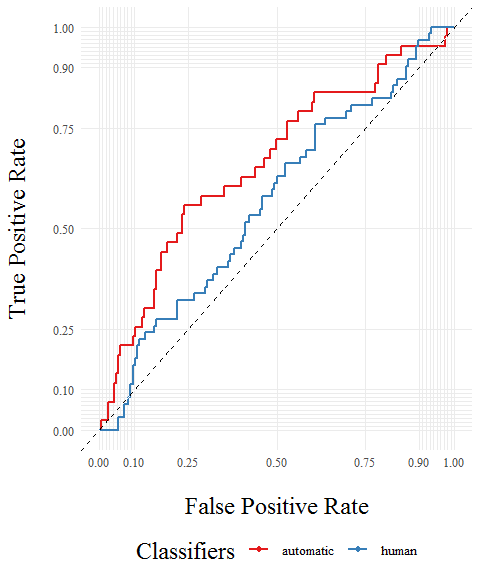 1.00
0.90
0.75
0.50
0.25
0.10
0.00
True Positive Rate
0.00 0.10 0.25 0.50 0.75 0.90 1.00
False Positive Rate
Classifiers automatic human